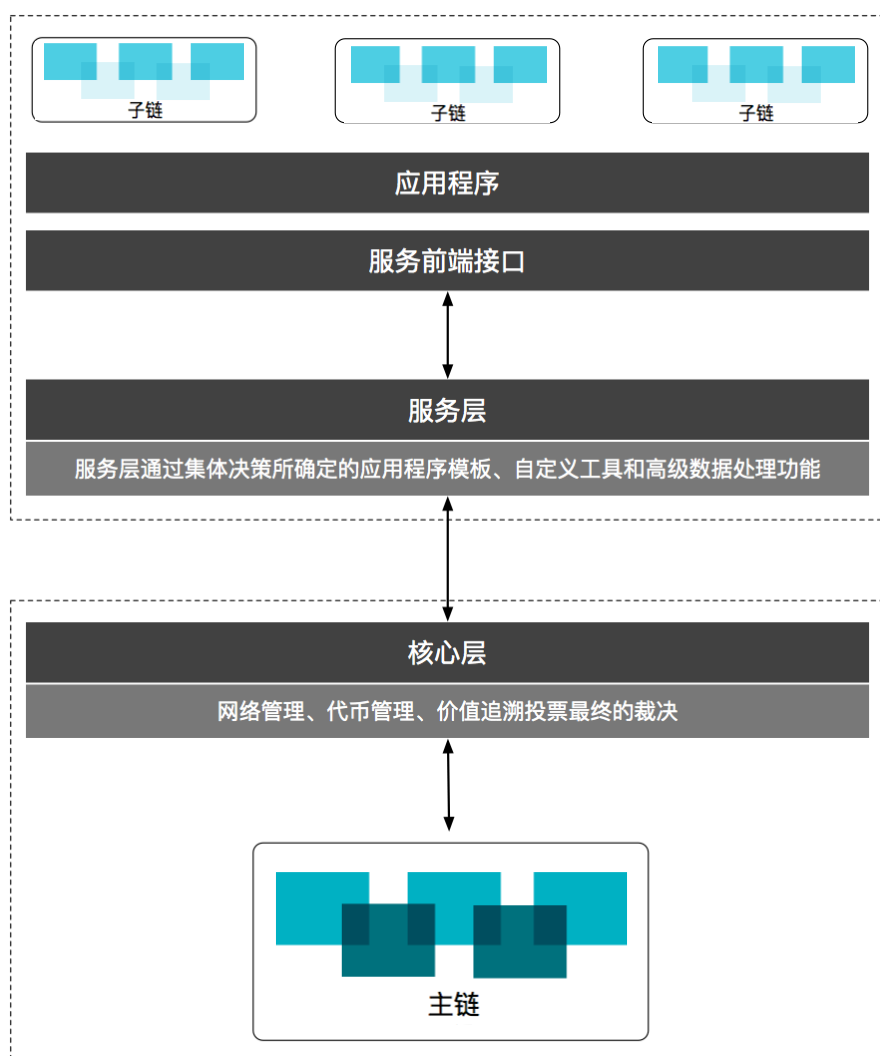 子链
子链
子链
应用程序
服务前端接口
服务层
服务层通过集体决策所确定的应用程序模板、自定义工具和高级数据处理功能
核心层
网络管理、代币管理、价值追溯投票最终的裁决
主链